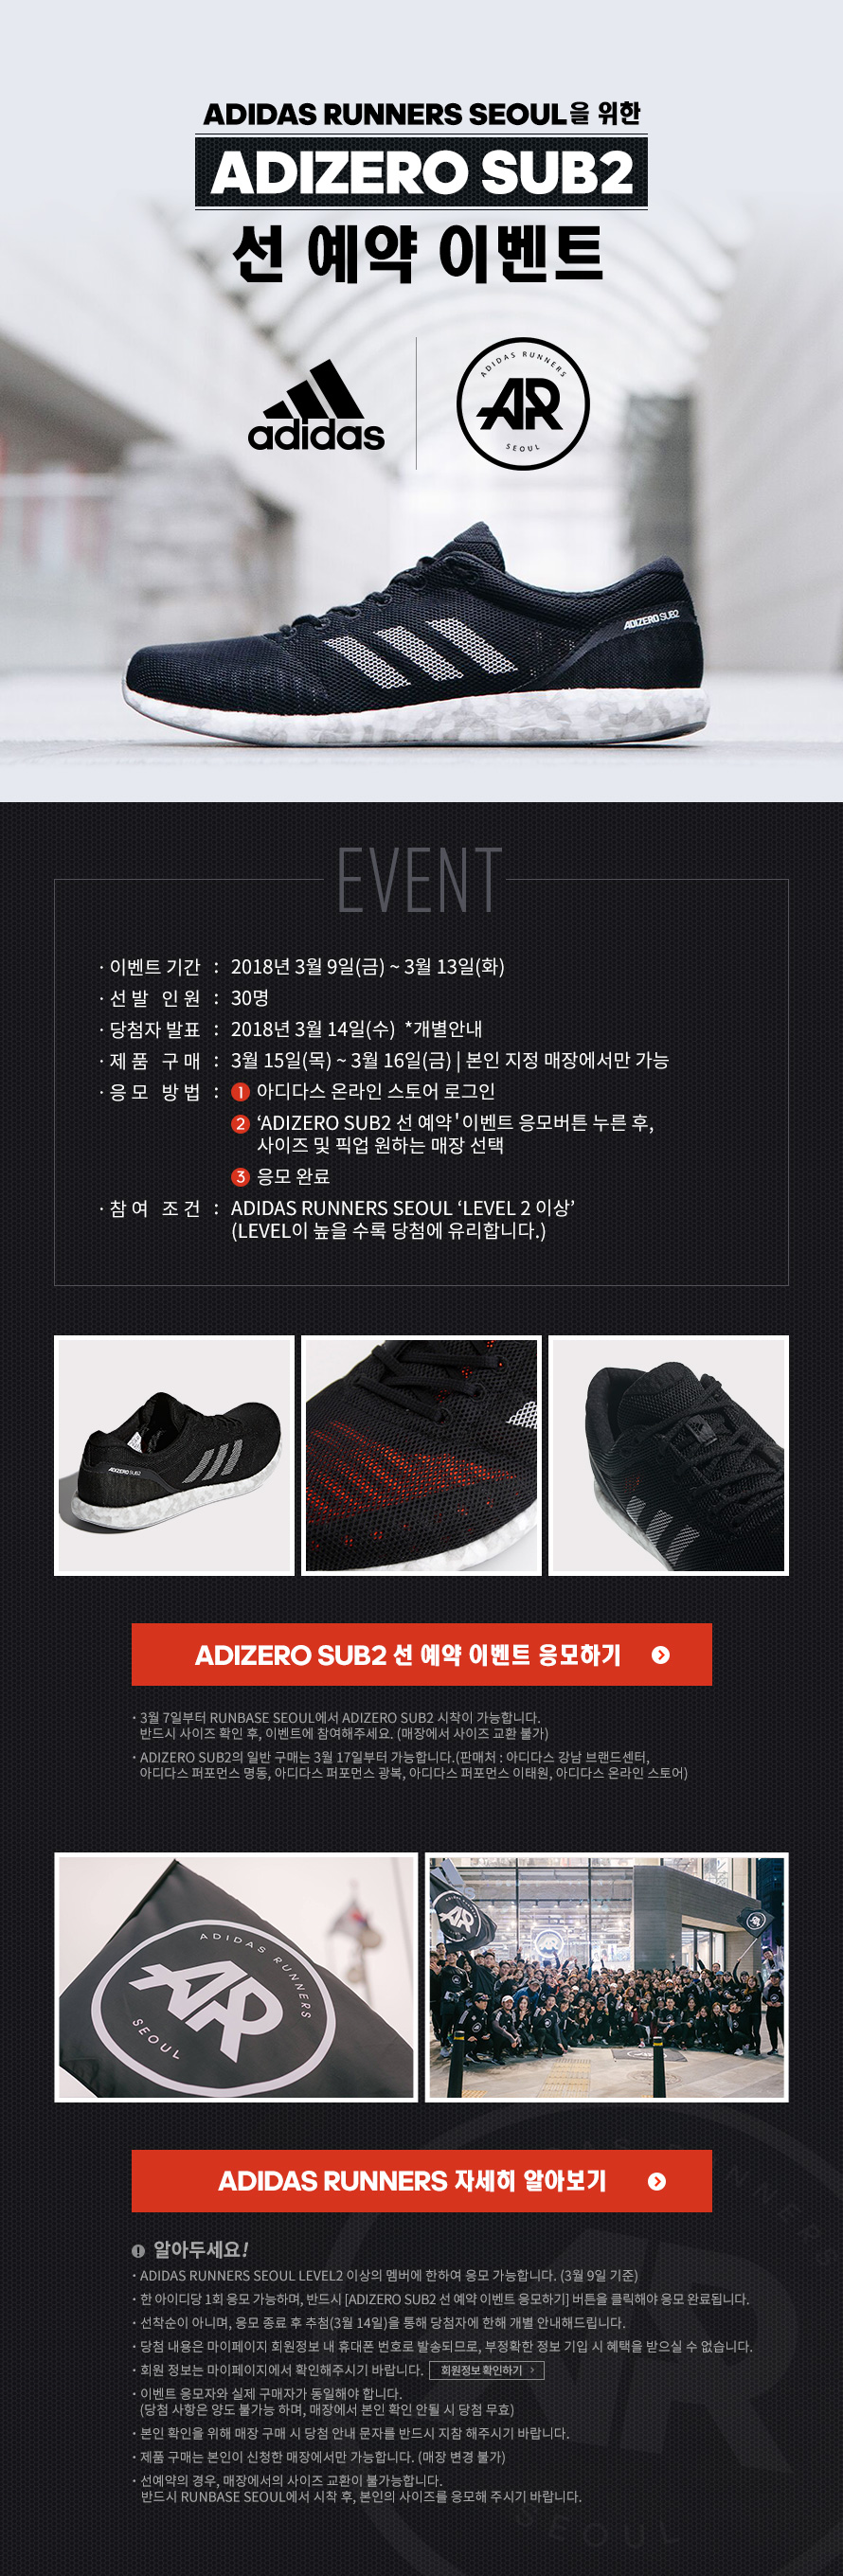 ADIDAS RUNNERS SEOUL을 위한
ADIZERO SUB2
선 예약 이벤트
adidas
ADIDAS RUNNERS
AR
SEOUL
ADIZERO SUB2
EVENT
· 이벤트 기간 : 2018년 3월 9일(금) ~ 3월 13일(화)
· 선 발 인 원 : 30명
· 당첨자 발표 : 2018년 3월 14일(수) *개별안내
· 제 품 구 매 : 3월 15일(목) ~ 3월 16일(금) | 본인 지정 매장에서만 가능
· 응 모 방 법 : 1 아디다스 온라인 스토어 로그인
2 ‘ADIZERO SUB2 선 예약'이벤트 응모버튼 누른 후,
사이즈 및 픽업 원하는 매장 선택
3 응모 완료
· 참 여 조 건 : ADIDAS RUNNERS SEOUL ‘LEVEL 2 이상’
(LEVEL이 높을 수록 당첨에 유리합니다.)
ADIZERO SUB2
ADIZERO SUB2 선 예약 이벤트 응모하기
· 3월 7일부터 RUNBASE SEOUL에서 ADIZERO SUB2 시착이 가능합니다.
반드시 사이즈 확인 후, 이벤트에 참여해주세요. (매장에서 사이즈 교환 불가)
· ADIZERO SUB2의 일반 구매는 3월 17일부터 가능합니다.(판매처 : 아디다스 강남 브랜드센터,
아디다스 퍼포먼스 명동, 아디다스 퍼포먼스 광복, 아디다스 퍼포먼스 이태원, 아디다스 온라인 스토어)
ADIDAS RUNNERS
AR
SEOUL
AR
AR
AR
ADIDAS RUNNERS 자세히 알아보기
! 알아두세요!
· ADIDAS RUNNERS SEOUL LEVEL2 이상의 멤버에 한하여 응모 가능합니다. (3월 9일 기준)
· 한 아이디당 1회 응모 가능하며, 반드시 [ADIZERO SUB2 선 예약 이벤트 응모하기] 버튼을 클릭해야 응모 완료됩니다.
· 선착순이 아니며, 응모 종료 후 추첨(3월 14일)을 통해 당첨자에 한해 개별 안내해드립니다.
· 당첨 내용은 마이페이지 회원정보 내 휴대폰 번호로 발송되므로, 부정확한 정보 기입 시 혜택을 받으실 수 없습니다.
· 회원 정보는 마이페이지에서 확인해주시기 바랍니다. 회원정보 확인하기 >
· 이벤트 응모자와 실제 구매자가 동일해야 합니다.
(당첨 사항은 양도 불가능 하며, 매장에서 본인 확인 안될 시 당첨 무효)
· 본인 확인을 위해 매장 구매 시 당첨 안내 문자를 반드시 지참 해주시기 바랍니다.
· 제품 구매는 본인이 신청한 매장에서만 가능합니다. (매장 변경 불가)
· 선예약의 경우, 매장에서의 사이즈 교환이 불가능합니다.
반드시 RUNBASE SEOUL에서 시착 후, 본인의 사이즈를 응모해 주시기 바랍니다.
SEOUL